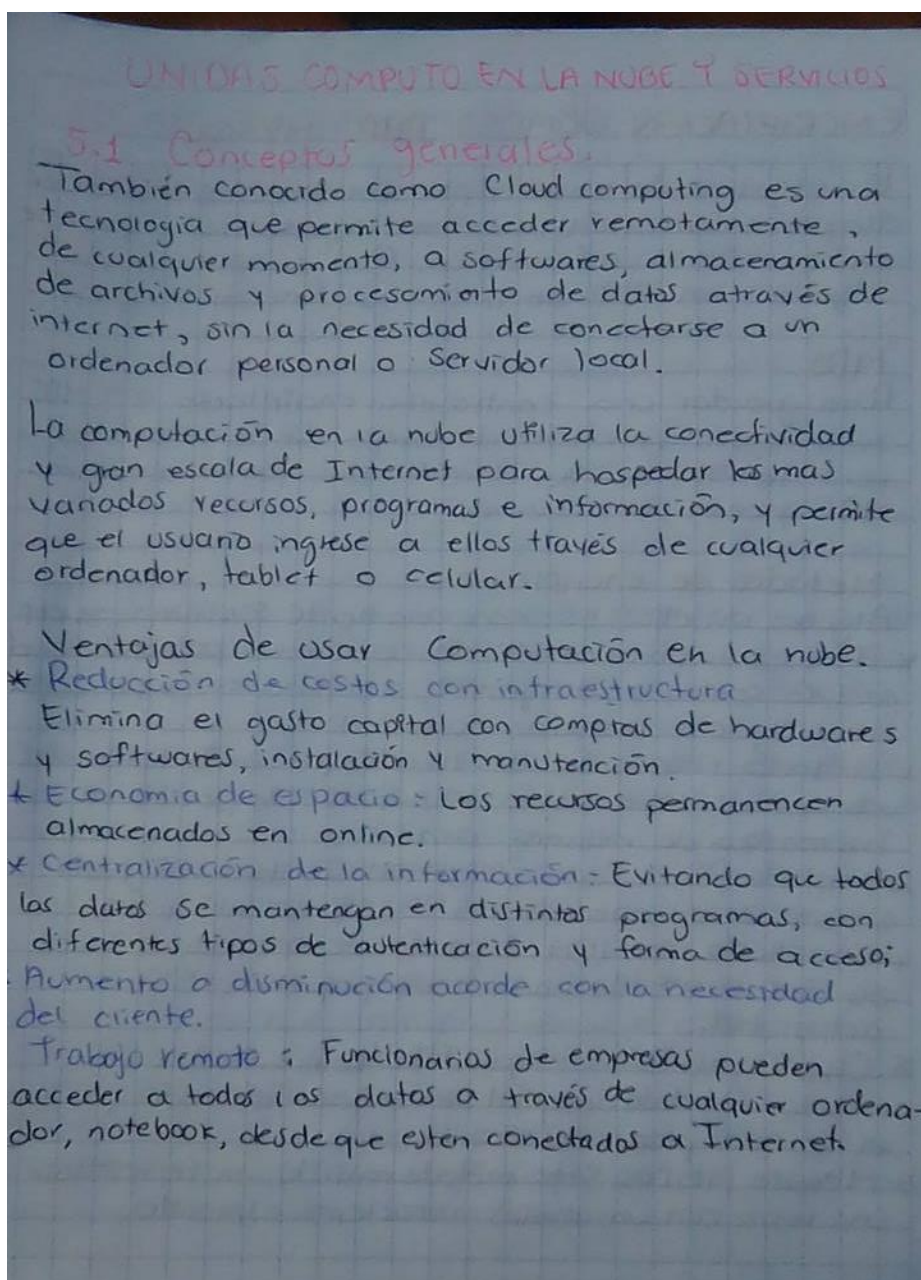 UNIDAS COMPUTO EN LA NUBE Y SERVICIOS
5.1 Conceptos generales.
También conocido como Cloud computing es una
tecnología que permite acceder remotamente,
de cualquier momento, a softwares, almacenamiento
de archivos y procesamiento de datos através de
internet, sin la necesidad de conectarse a un
ordenador personal o Servidor local.
La computación en la nube utiliza la conectividad
y gran escala de Internet para hospedar los mas
variados recursos, programas e información, y permite
que el usuario ingrese a ellos través de cualquier
ordenador, tablet o celular.
Ventajas de usar Computación en la nube.
* Reducción de costos con infraestructura
Elimina el gasto capital con compras de hardwares
y softwares, instalación y manutención.
* Economia de espacio: Los recursos permanencen
almacenados en online.
* Centralización de la información: Evitando que todos
los datos se mantengan en distintos programas, con
diferentes tipos de autenticación y forma de acceso;
. Aumento o disminución acorde con la necesidad
del cliente.
Trabajo remoto: Funcionarios de empresas pueden
acceder a todos los datos a través de cualquier ordena-
dor, notebook, desde que esten conectados a Internet.